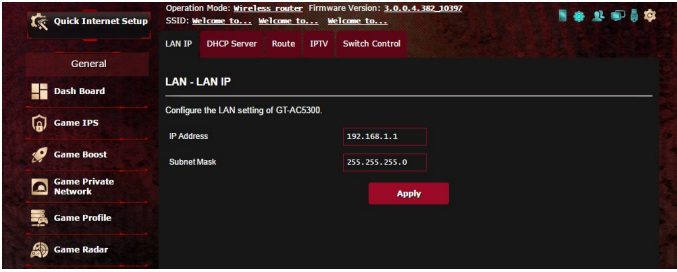 Quick Internet Setup
Operation Mode: Wireless router Firmware Version: 3.0.0.4.382_10397
SSID: Welcome to... Welcome to... Welcome to...
LAN IP DHCP Server Route IPTV Switch Control
General
Dash Board
Game IPS
Game Boost
Game Private
Network
Game Profile
Game Radar
LAN - LAN IP
Configure the LAN setting of GT-AC5300.
IP Address 192.168.1.1
Subnet Mask 255.255.255.0
Apply